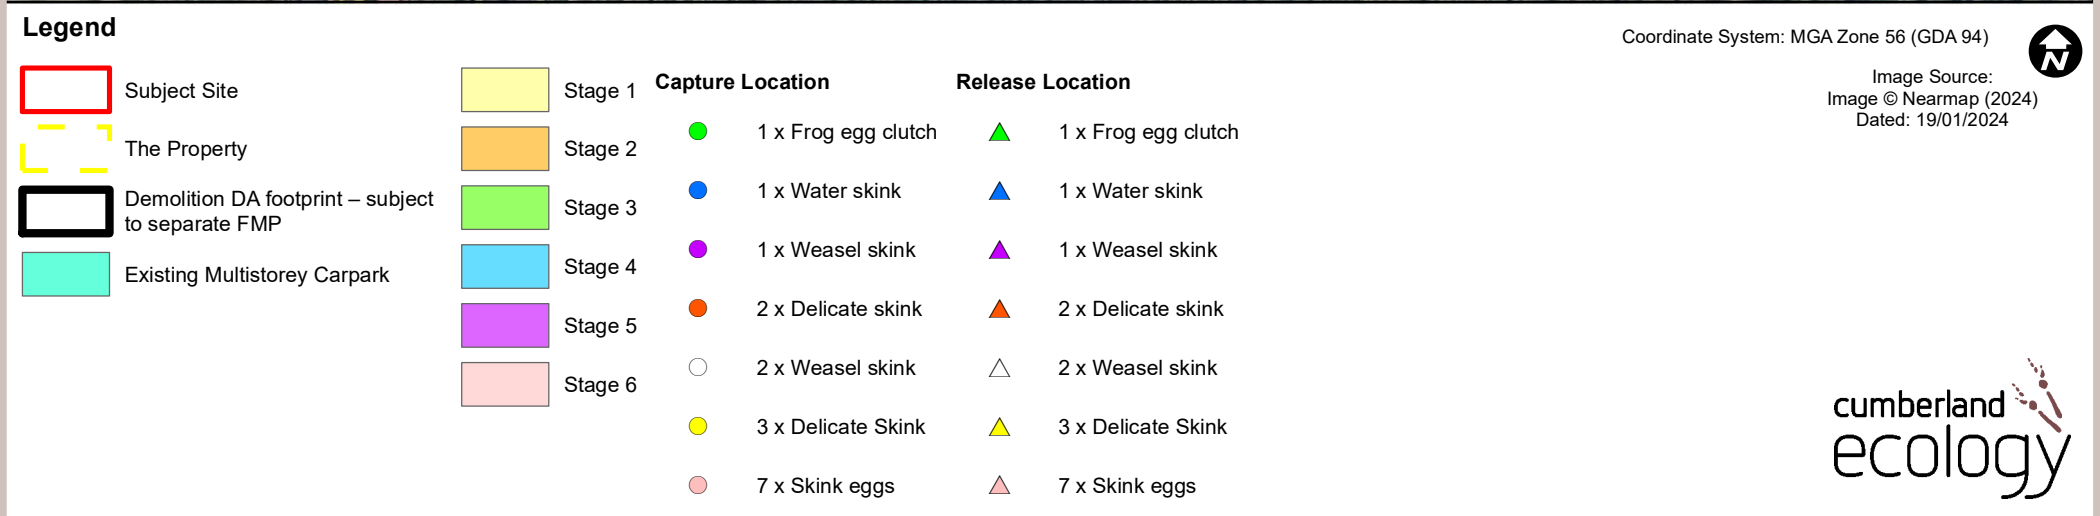 Legend
Subject Site
The Property
Demolition DA footprint – subject
to separate FMP
Existing Multistorey Carpark
Stage 1
Stage 2
Stage 3
Stage 4
Stage 5
Stage 6
Capture Location
1 x Frog egg clutch
1 x Water skink
1 x Weasel skink
2 x Delicate skink
2 x Weasel skink
3 x Delicate Skink
7 x Skink eggs
Release Location
1 x Frog egg clutch
1 x Water skink
1 x Weasel skink
2 x Delicate skink
2 x Weasel skink
3 x Delicate Skink
7 x Skink eggs
Coordinate System: MGA Zone 56 (GDA 94)
N
Image Source:
Image © Nearmap (2024)
Dated: 19/01/2024
cumberland
ecology